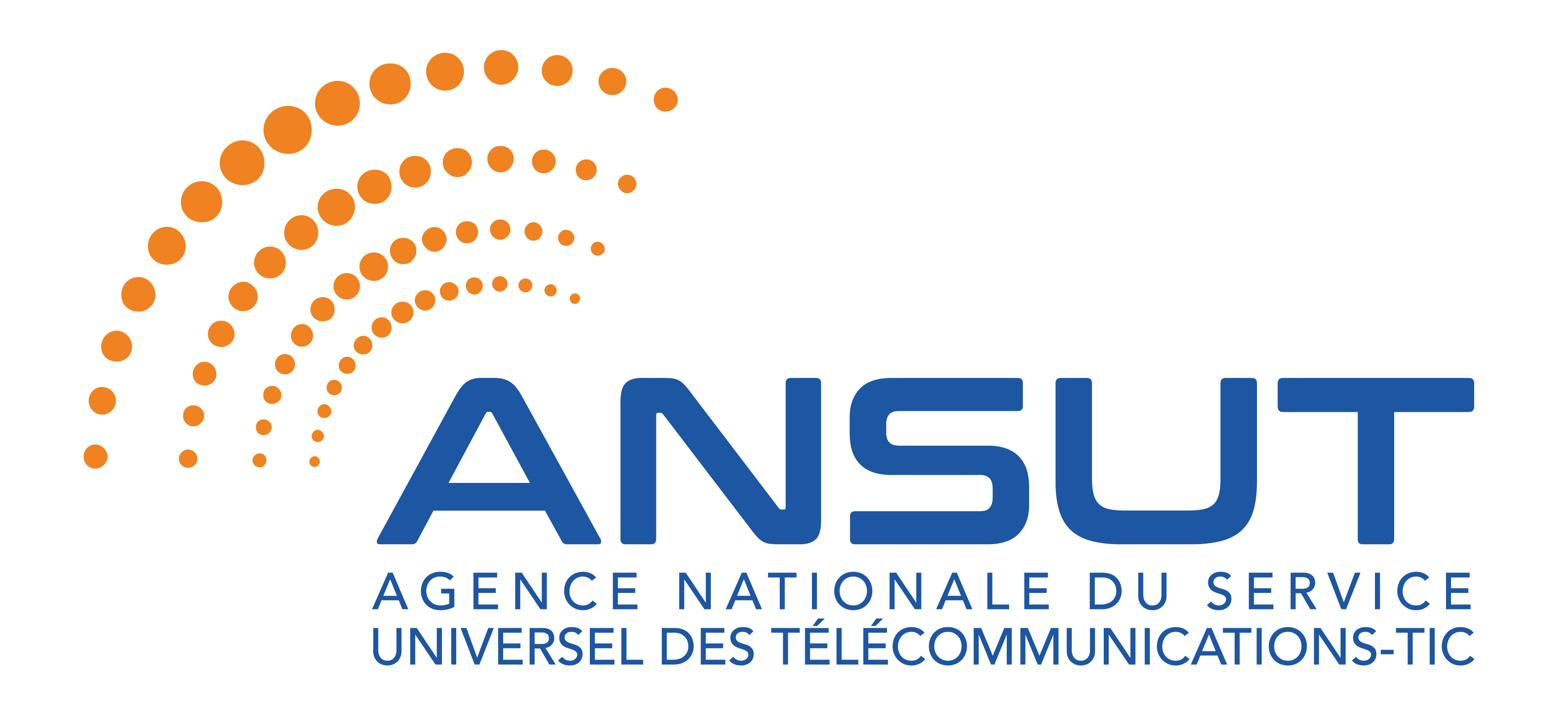 ANSUT
AGENCE NATIONALE DU SERVICE
UNIVERSEL DES TÉLÉCOMMUNICATIONS-TIC